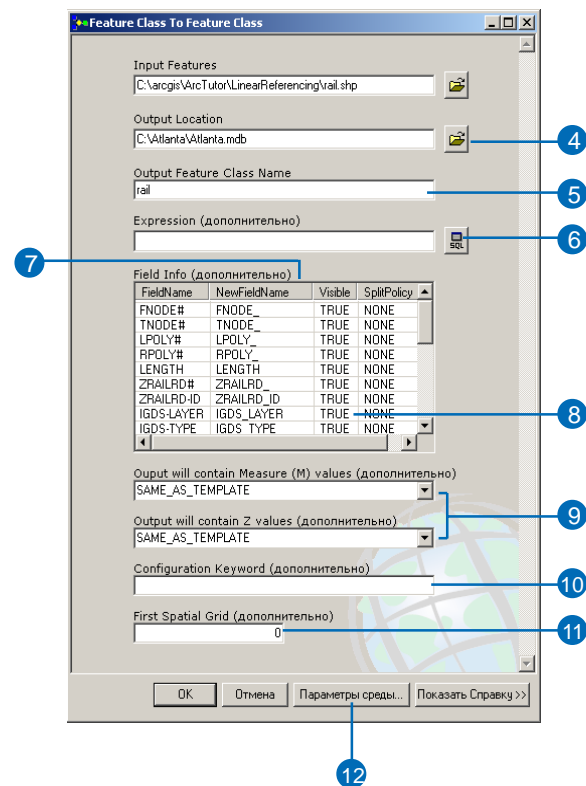 Feature Class To Feature Class
Input Features
C:\arcgis\ArcTutor\LinearReferencing\rail.shp
Output Location
C:\Atlanta\Atlanta.mdb
4
Output Feature Class Name
rail
5
Expression (дополнительно)
SQL
6
7
Field Info (дополнительно)
FieldName NewFieldName Visible SplitPolicy
FNODE# FNODE_ TRUE NONE
TNODE# TNODE_ TRUE NONE
LPOLY# LPOLY_ TRUE NONE
RPOLY# RPOLY_ TRUE NONE
LENGTH LENGTH TRUE NONE
ZRAILRD# ZRAILRD_ TRUE NONE
ZRAILRD-ID ZRAILRD_ID TRUE NONE
IGDS-LAYER IGDS_LAYER TRUE NONE
8
IGDS-TYPE IGDS_TYPE TRUE NONE
Ouput will contain Measure (M) values (дополнительно)
SAME_AS_TEMPLATE
9
Output will contain Z values (дополнительно)
SAME_AS_TEMPLATE
Configuration Keyword (дополнительно)
10
First Spatial Grid (дополнительно)
0
11
OK Отмена Параметры среды... Показать Справку >>
12